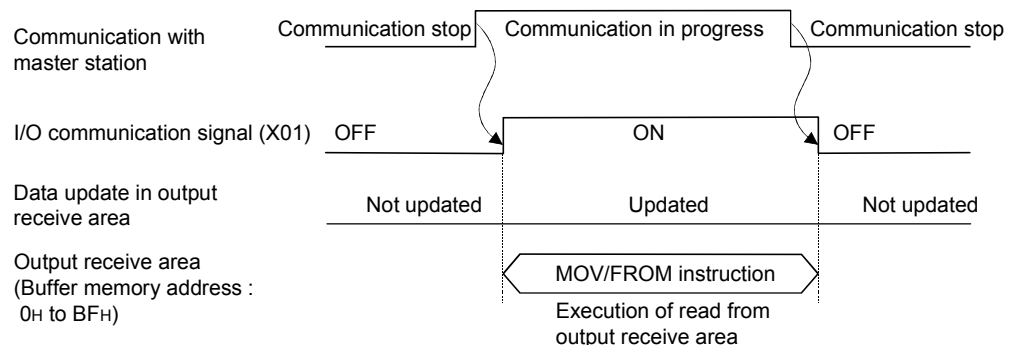 Communication with
master station
Communication stop
Communication in progress
Communication stop
I/O communication signal (X01)
OFF
ON
OFF
Data update in output
receive area
Not updated
Updated
Not updated
Output receive area
(Buffer memory address :
0H to BFH)
MOV/FROM instruction
Execution of read from
output receive area